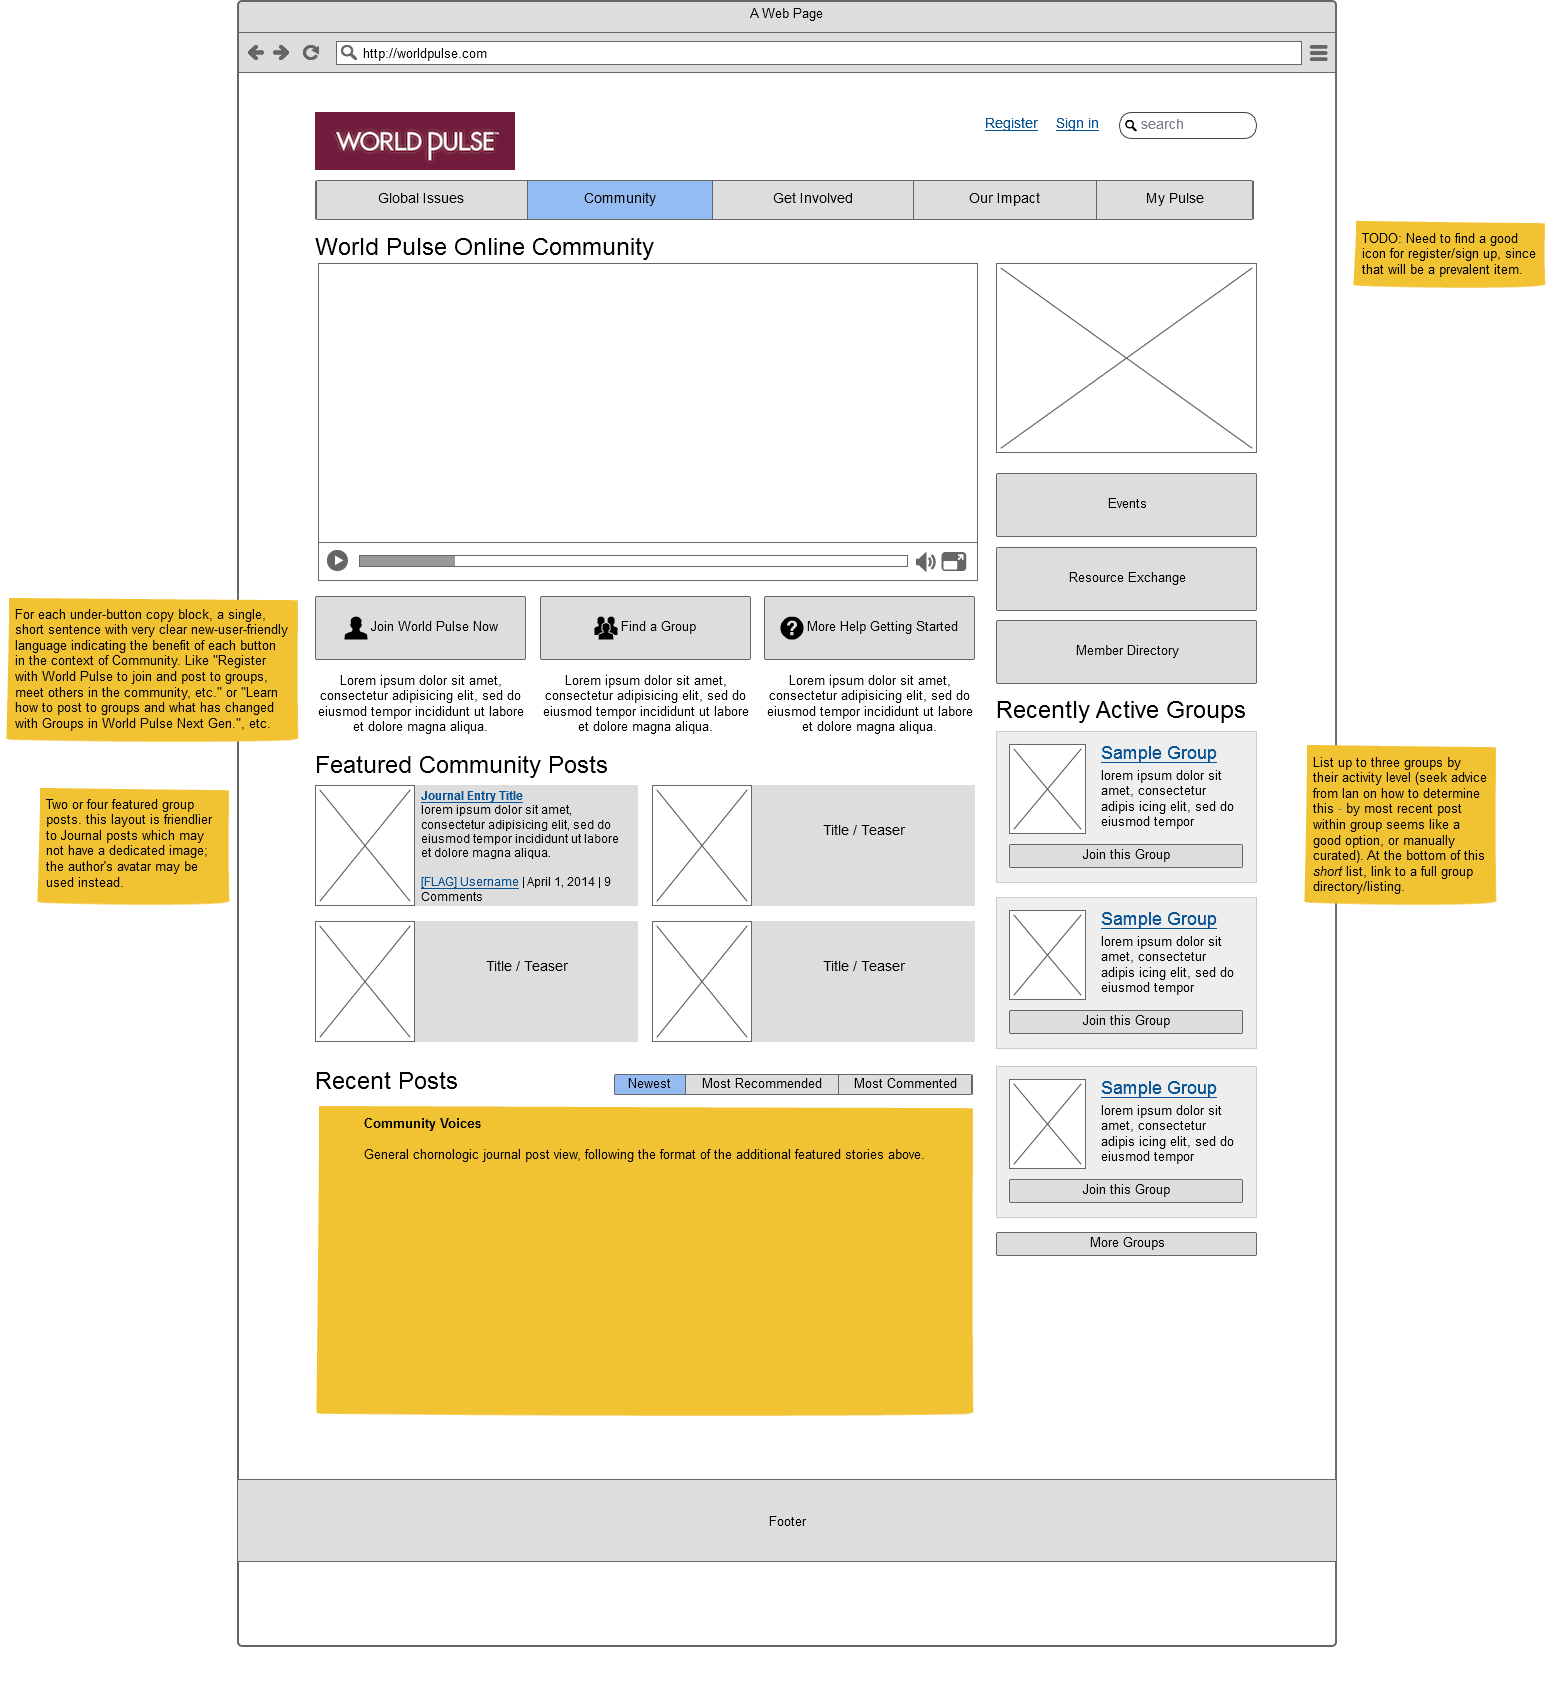 A Web Page
http://worldpulse.com
WORLD PULSE™
Register
Sign in
search
Global Issues
Community
Get Involved
Our Impact
My Pulse
TODO: Need to find a good
icon for register/sign up, since
that will be a prevalent item.
World Pulse Online Community
Events
Resource Exchange
Member Directory
For each under-button copy block, a single,
short sentence with very clear new-user-friendly
language indicating the benefit of each button
in the context of Community. Like "Register
with World Pulse to join and post to groups,
meet others in the community, etc." or "Learn
how to post to groups and what has changed
with Groups in World Pulse Next Gen.", etc.
Join World Pulse Now
Lorem ipsum dolor sit amet,
consectetur adipisicing elit, sed do
eiusmod tempor incididunt ut labore
et dolore magna aliqua.
Find a Group
Lorem ipsum dolor sit amet,
consectetur adipisicing elit, sed do
eiusmod tempor incididunt ut labore
et dolore magna aliqua.
More Help Getting Started
Lorem ipsum dolor sit amet,
consectetur adipisicing elit, sed do
eiusmod tempor incididunt ut labore
et dolore magna aliqua.
Featured Community Posts
Two or four featured group
posts. this layout is friendlier
to Journal posts which may
not have a dedicated image;
the author's avatar may be
used instead.
Journal Entry Title
lorem ipsum dolor sit amet,
consectetur adipisicing elit, sed do
eiusmod tempor incididunt ut labore
et dolore magna aliqua.
[FLAG] Username | April 1, 2014 | 9
Comments
Title / Teaser
Title / Teaser
Title / Teaser
Recently Active Groups
Sample Group
lorem ipsum dolor sit
amet, consectetur
adipis icing elit, sed do
eiusmod tempor
Join this Group
List up to three groups by
their activity level (seek advice
from Ian on how to determine
this - by most recent post
within group seems like a
good option, or manually
curated). At the bottom of this
short list, link to a full group
directory/listing.
Sample Group
lorem ipsum dolor sit
amet, consectetur
adipis icing elit, sed do
eiusmod tempor
Join this Group
Sample Group
lorem ipsum dolor sit
amet, consectetur
adipis icing elit, sed do
eiusmod tempor
Join this Group
More Groups
Recent Posts
Newest
Most Recommended
Most Commented
Community Voices
General chornologic journal post view, following the format of the additional featured stories above.
Footer